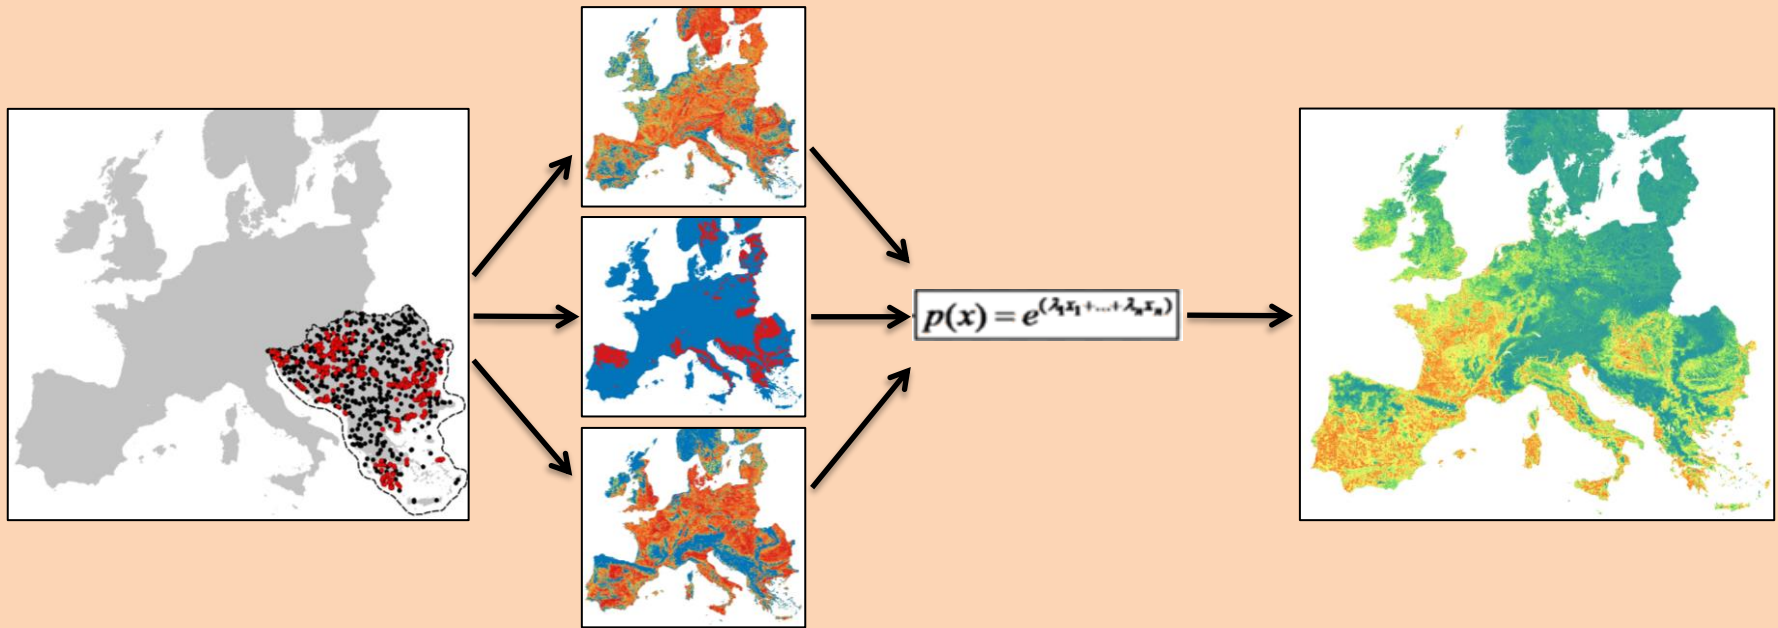 p(x) = e^(λ₁x₁+...+λₙxₙ)